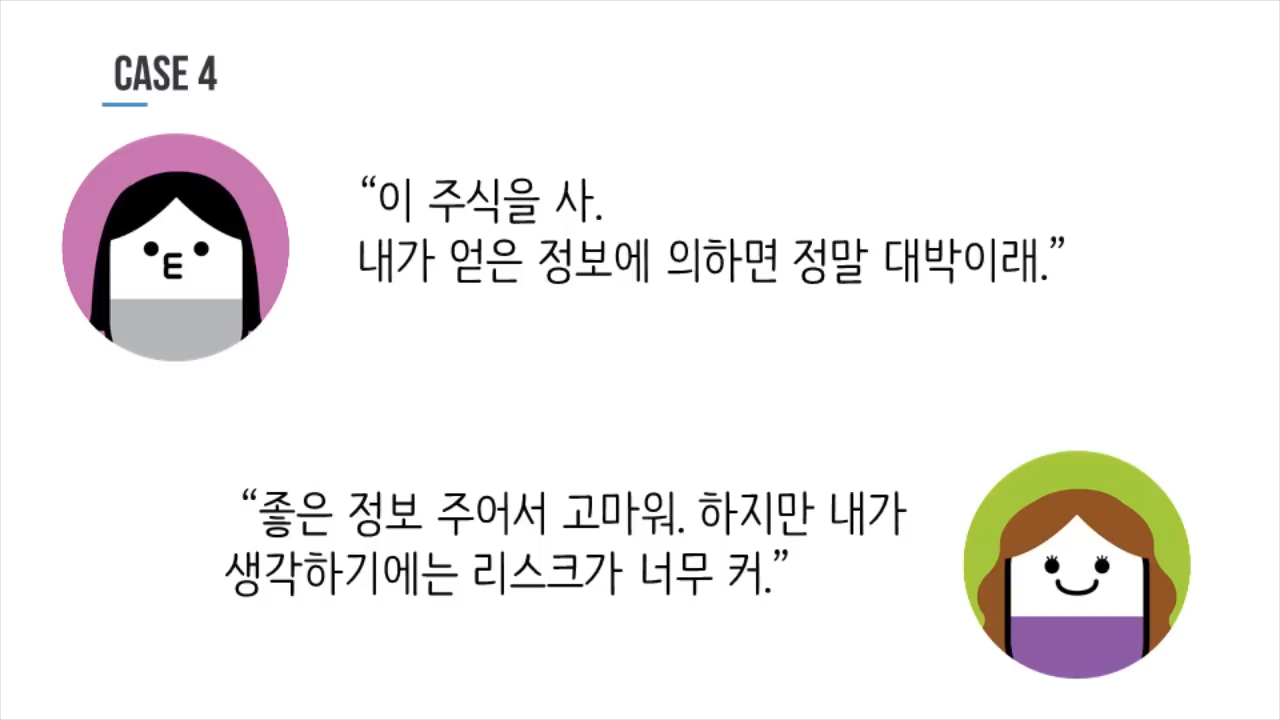 CASE 4
“이 주식을 사.
내가 얻은 정보에 의하면 정말 대박이래.”
“좋은 정보 주어서 고마워. 하지만 내가
생각하기에는 리스크가 너무 커.”